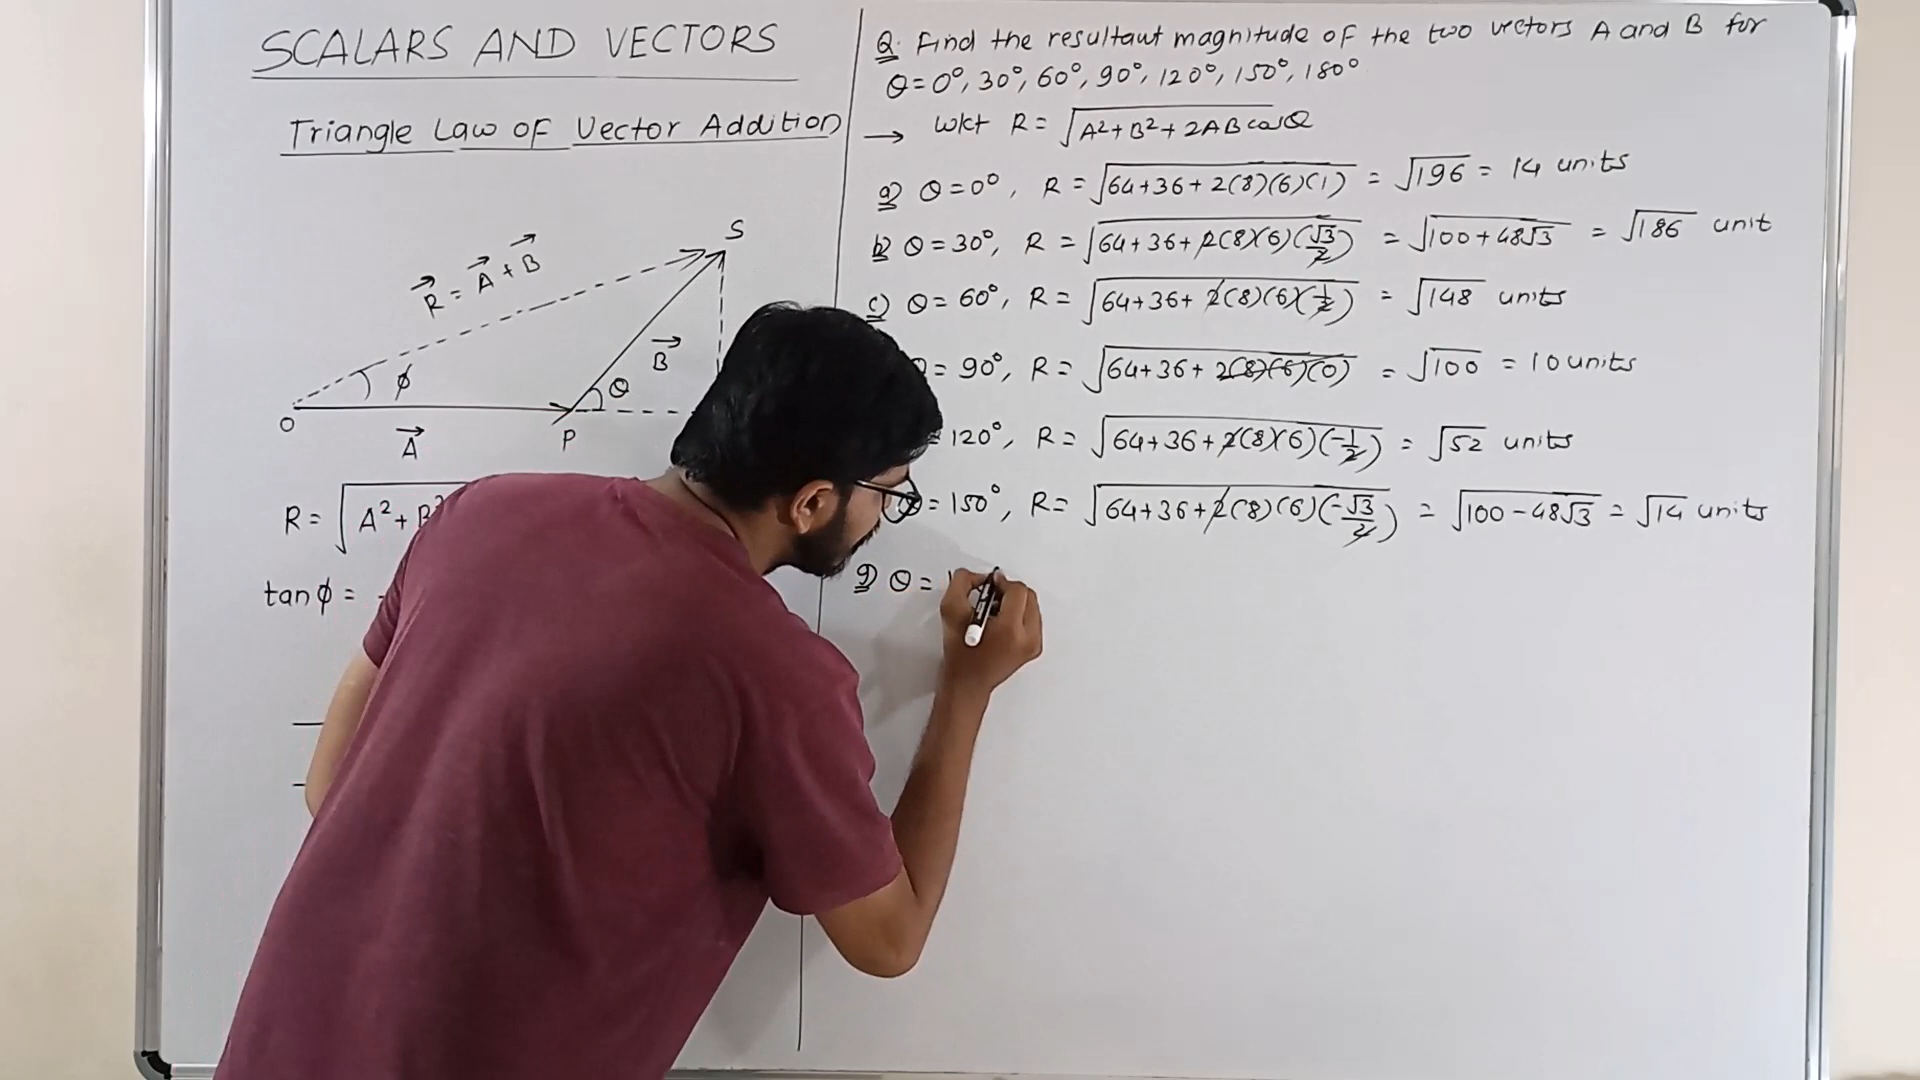 SCALARS AND VECTORS
Triangle Law OF Vector Addition
S
R = A + B
B
ϕ
θ
O
A
P
R = √A² + B²
tan ϕ =
Q. Find the resultant magnitude of the two vectors A and B for
θ = 0°, 30°, 60°, 90°, 120°, 150°, 180°
→ WKT R = √A² + B² + 2AB cos θ
a) θ = 0°, R = √64 + 36 + 2(8)(6)(1) = √196 = 14 units
b) θ = 30°, R = √64 + 36 + 2(8)(6)(√3/2) = √100 + 48√3 = √186 unit
c) θ = 60°, R = √64 + 36 + 2(8)(6)(1/2) = √148 units
= 90°, R = √64 + 36 + 2(8)(6)(0) = √100 = 10 units
= 120°, R = √64 + 36 + 2(8)(6)(-1/2) = √52 units
= 150°, R = √64 + 36 + 2(8)(6)(-√3/2) = √100 - 48√3 = √14 units
g) θ =